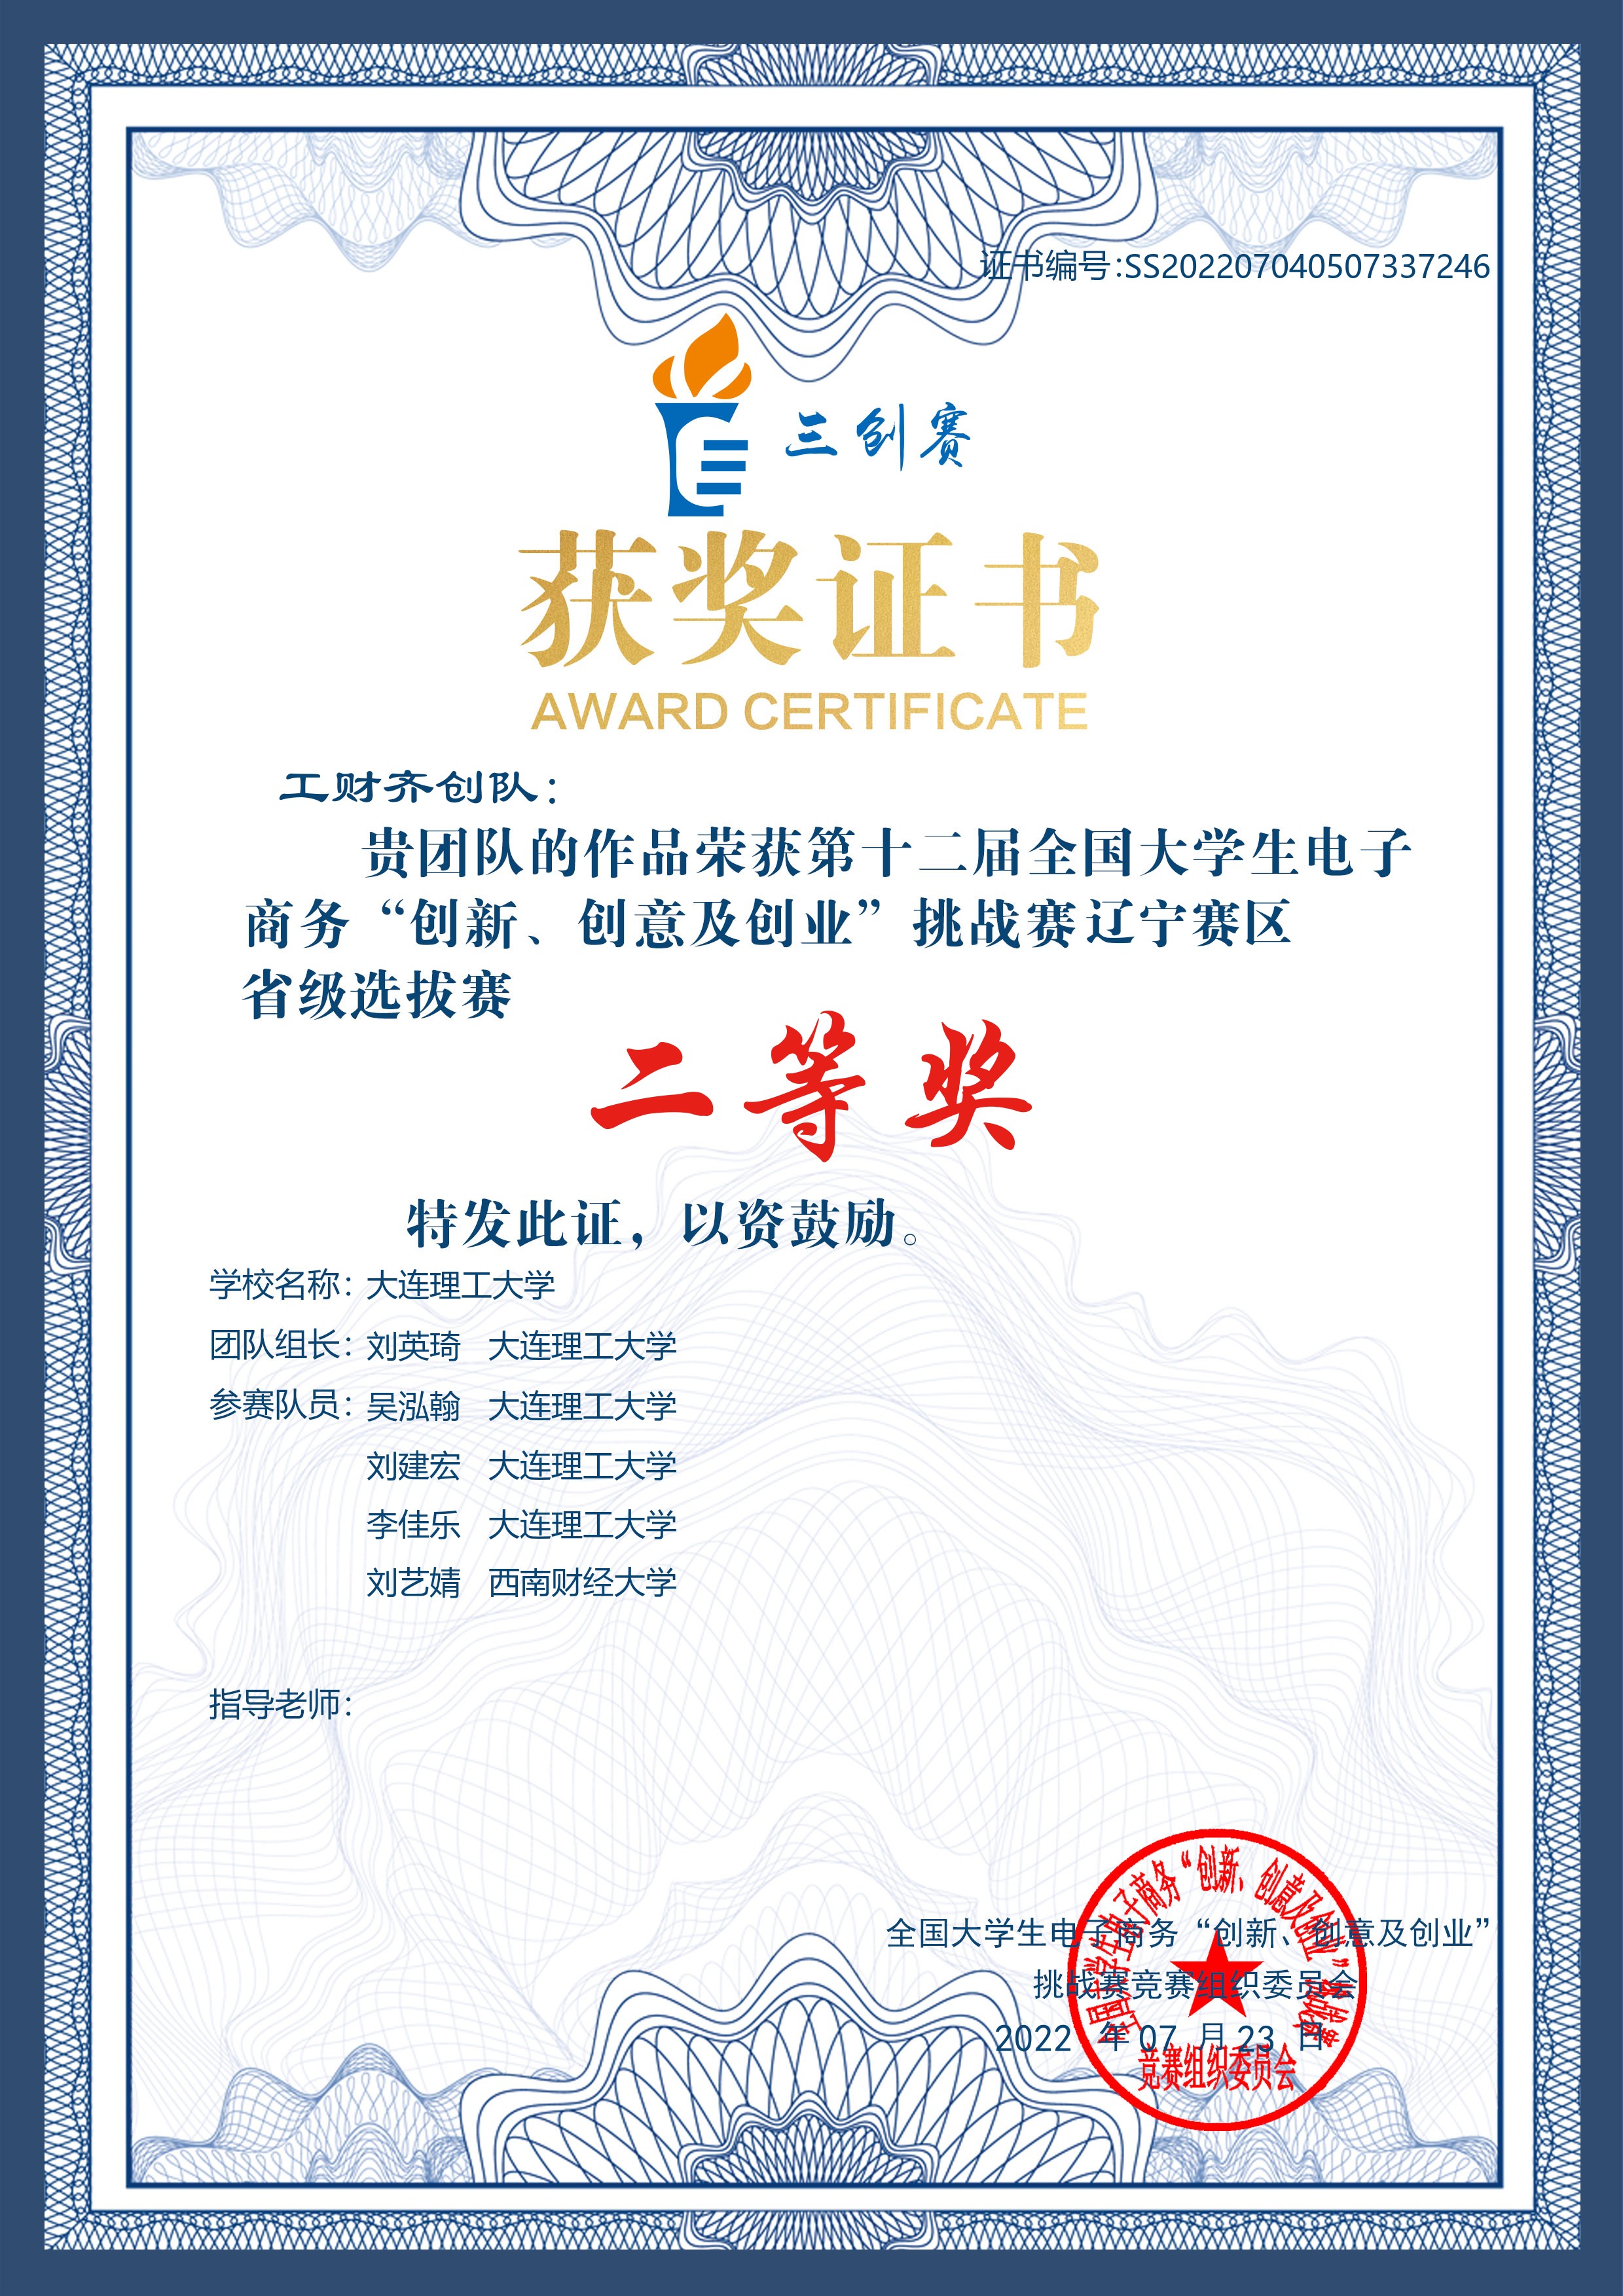 证书编号:SS202207040507337246
三创赛
获奖证书
AWARD CERTIFICATE
工财齐创队：
贵团队的作品荣获第十二届全国大学生电子
商务“创新、创意及创业”挑战赛辽宁赛区
省级选拔赛
二等奖
特发此证，以资鼓励。
学校名称：大连理工大学
团队组长：刘英琦 大连理工大学
参赛队员：吴泓翰 大连理工大学
刘建宏 大连理工大学
李佳乐 大连理工大学
刘艺婧 西南财经大学
指导老师：
全国大学生电子商务“创新、创意及创业”
挑战赛竞赛组织委员会
2022 年 07 月 23 日
全国大学生电子商务“创新、创意及创业”挑战赛
竞赛组织委员会